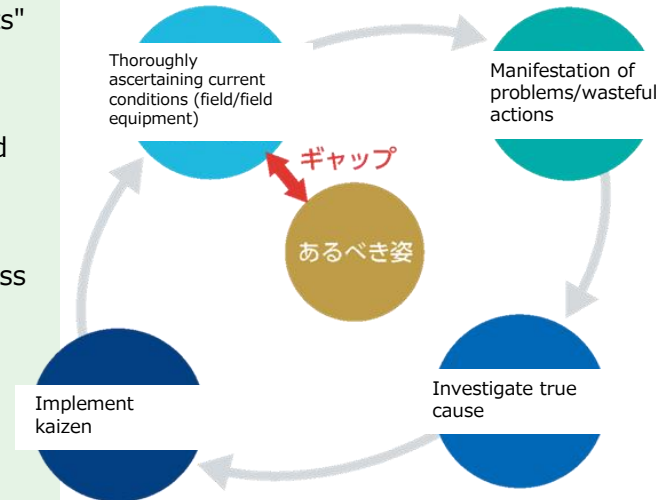 ts"
d
ss
Thoroughly
ascertaining current
conditions (field/field
equipment)
Manifestation of
problems/wasteful
actions
ギャップ
あるべき姿
Investigate true
cause
Implement
kaizen